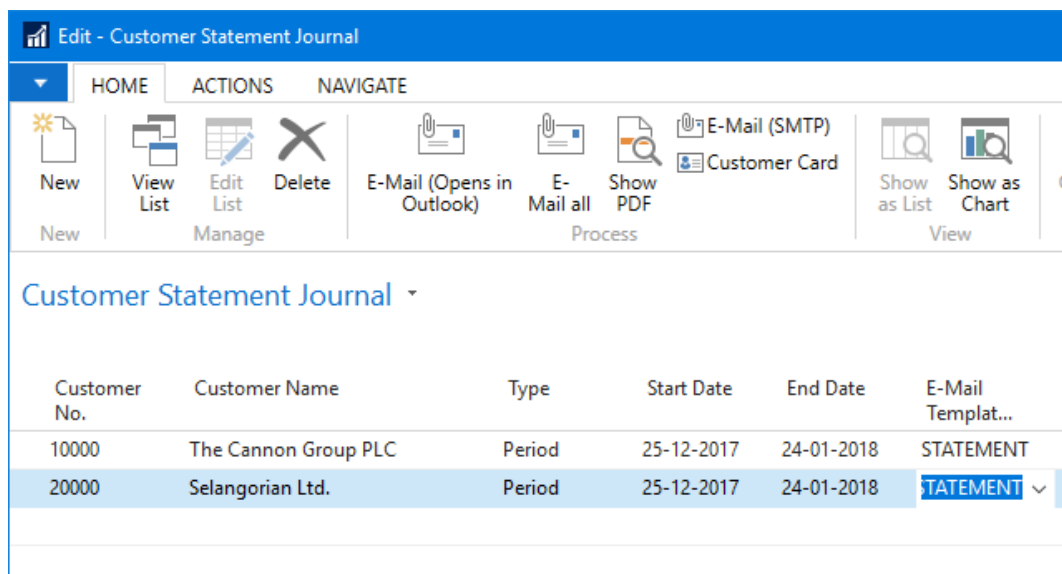 Edit - Customer Statement Journal
HOME ACTIONS NAVIGATE
E-Mail (SMTP)
Customer Card
New View Edit Delete E-Mail (Opens in E- Show Show Show as
List List Outlook) Mail all PDF as List Chart
New Manage Process View
Customer Statement Journal
Customer Customer Name Type Start Date End Date E-Mail
No. Templat...
10000 The Cannon Group PLC Period 25-12-2017 24-01-2018 STATEMENT
20000 Selangorian Ltd. Period 25-12-2017 24-01-2018 STATEMENT